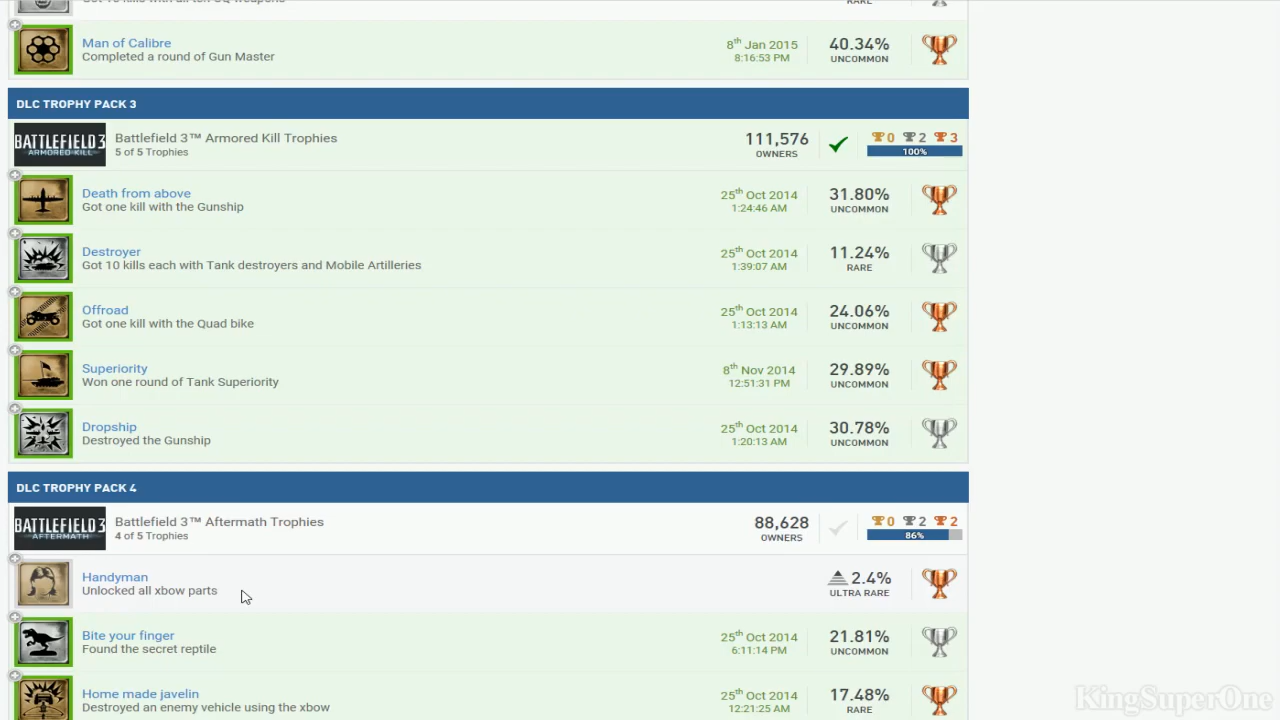 Got 10 kills with all ten CQ weapons
RARE
Man of Calibre
Completed a round of Gun Master
8th Jan 2015
8:16:53 PM
40.34%
UNCOMMON
DLC TROPHY PACK 3
BATTLEFIELD 3
ARMORED KILL
Battlefield 3™ Armored Kill Trophies
5 of 5 Trophies
111,576
OWNERS
0 2 3
100%
Death from above
Got one kill with the Gunship
25th Oct 2014
1:24:46 AM
31.80%
UNCOMMON
Destroyer
Got 10 kills each with Tank destroyers and Mobile Artilleries
25th Oct 2014
1:39:07 AM
11.24%
RARE
Offroad
Got one kill with the Quad bike
25th Oct 2014
1:13:13 AM
24.06%
UNCOMMON
Superiority
Won one round of Tank Superiority
8th Nov 2014
12:51:31 PM
29.89%
UNCOMMON
Dropship
Destroyed the Gunship
25th Oct 2014
1:20:13 AM
30.78%
UNCOMMON
DLC TROPHY PACK 4
BATTLEFIELD 3
AFTERMATH
Battlefield 3™ Aftermath Trophies
4 of 5 Trophies
88,628
OWNERS
0 2 2
86%
Handyman
Unlocked all xbow parts
2.4%
ULTRA RARE
Bite your finger
Found the secret reptile
25th Oct 2014
6:11:14 PM
21.81%
UNCOMMON
Home made javelin
Destroyed an enemy vehicle using the xbow
25th Oct 2014
12:21:25 AM
17.48%
RARE
KingSuperOne